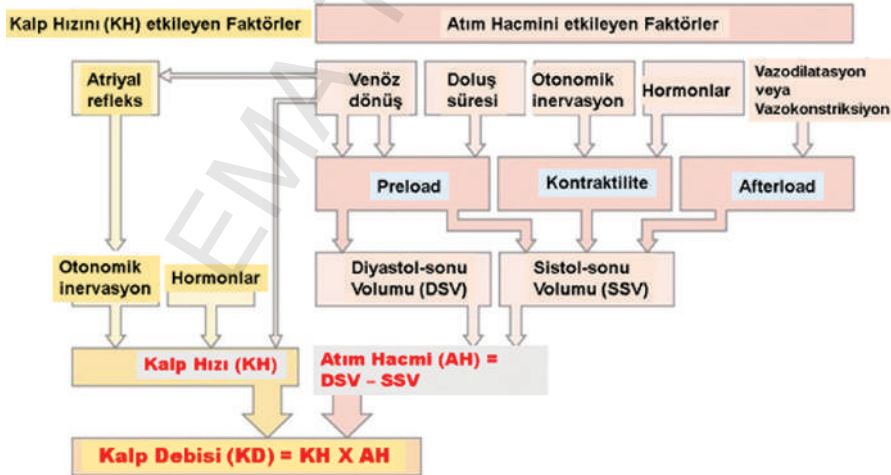 Kalp Hızını (KH) etkileyen Faktörler
Atım Hacmini etkileyen Faktörler
Atriyal
refleks
Venöz
dönüş
Doluş
süresi
Otonomik
inervasyon
Hormonlar
Vazodilatasyon
veya
Vazokonstriksiyon
Preload
Kontraktilite
Afterload
Otonomik
inervasyon
Hormonlar
Diyastol-sonu
Volumu (DSV)
Sistol-sonu
Volumu (SSV)
Kalp Hızı (KH)
Atım Hacmi (AH) =
DSV – SSV
Kalp Debisi (KD) = KH X AH
EMA